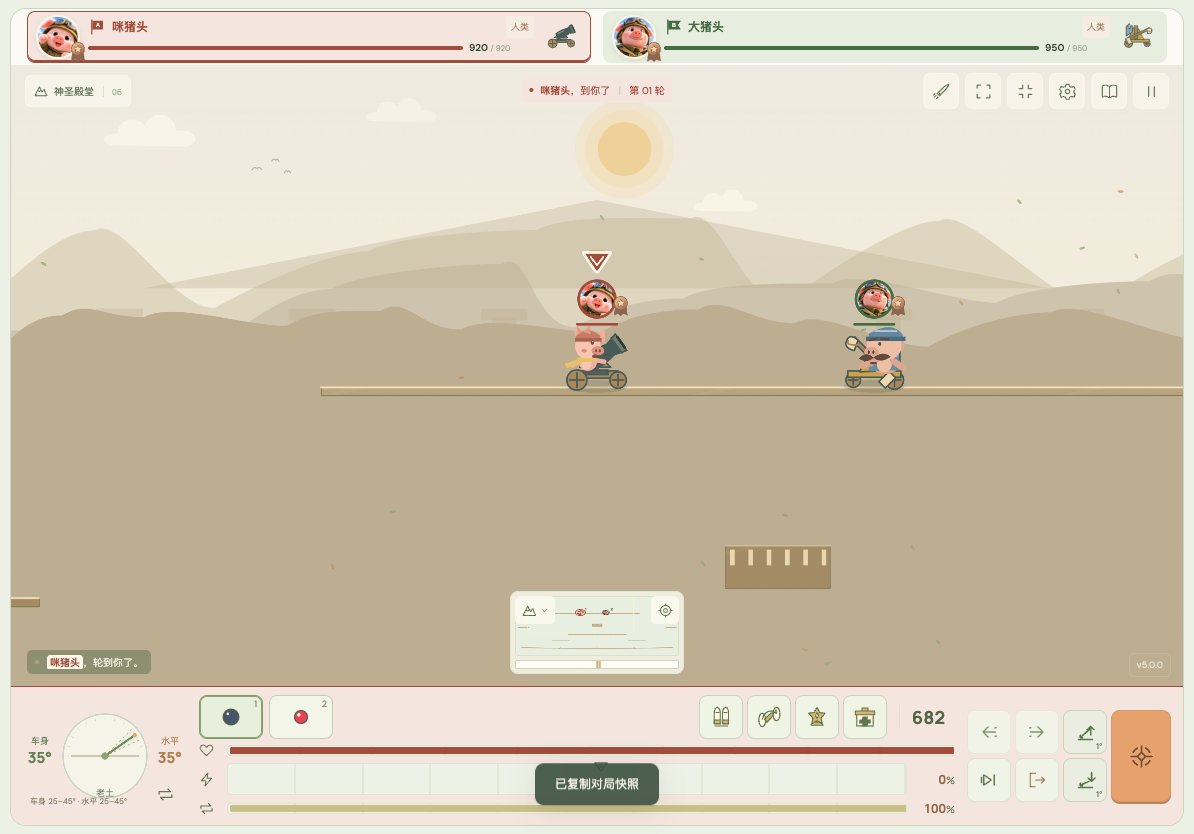 咪猪头
人类
920 / 920
大猪头
人类
950 / 950
神圣殿堂 06
咪猪头，到你了 第 01 轮
咪猪头，轮到你了。
v5.0.0
车身
35°
水平
35°
老土
车身 25–45° · 水平 25–45°
1
2
682
0%
100%
已复制对局快照
1°
1°